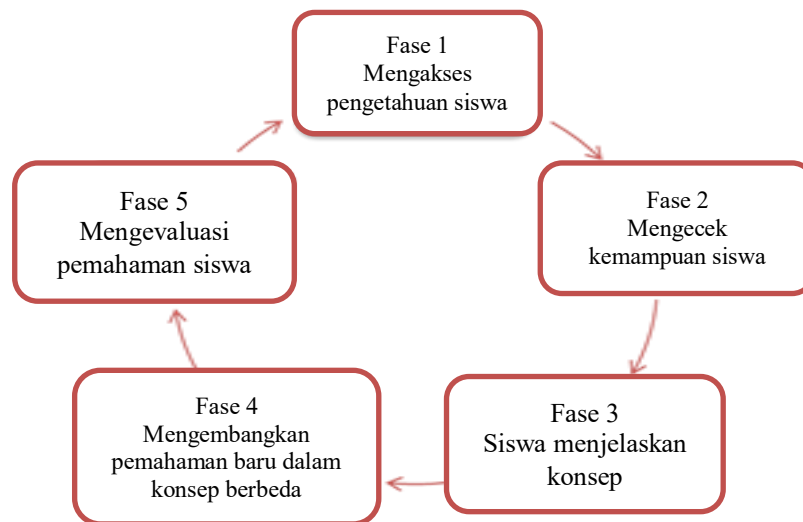 Fase 1
Mengakses
pengetahuan siswa
Fase 2
Mengecek
kemampuan siswa
Fase 3
Siswa menjelaskan
konsep
Fase 4
Mengembangkan
pemahaman baru dalam
konsep berbeda
Fase 5
Mengevaluasi
pemahaman siswa